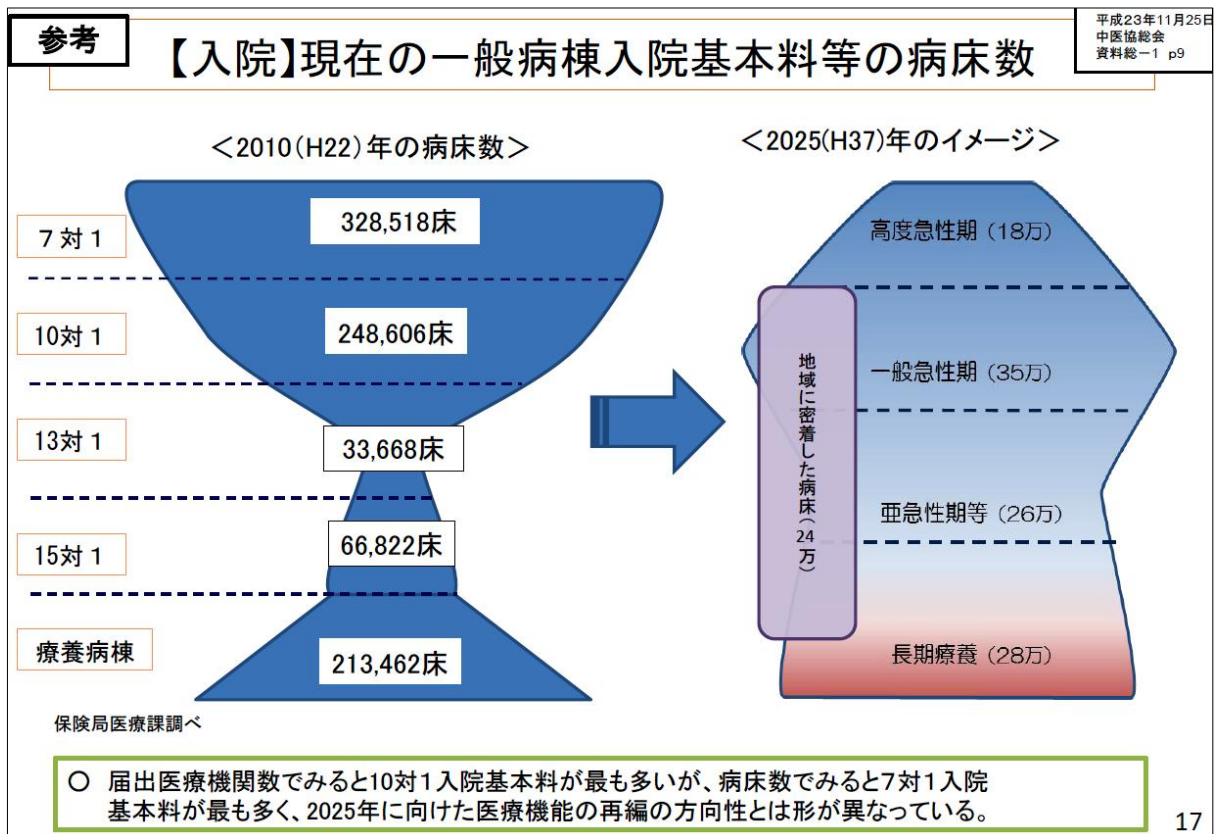 参考
平成23年11月25日
中医協総会
資料総－1 p9
【入院】現在の一般病棟入院基本料等の病床数
＜2010(H22)年の病床数＞
7対1
328,518床
10対1
248,606床
13対1
33,668床
15対1
66,822床
療養病棟
213,462床
＜2025(H37)年のイメージ＞
高度急性期（18万）
一般急性期（35万）
亜急性期等（26万）
長期療養（28万）
地域に密着した病床（24万）
保険局医療課調べ
○ 届出医療機関数でみると10対1入院基本料が最も多いが、病床数でみると7対1入院
基本料が最も多く、2025年に向けた医療機能の再編の方向性とは形が異なっている。
17